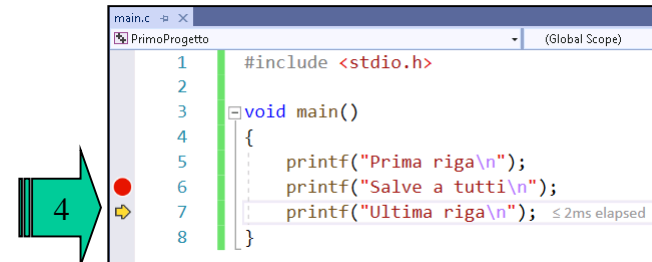 main.c
PrimoProgetto (Global Scope)
1 #include <stdio.h>
2
3 void main()
4 {
5 printf("Prima riga\n");
6 printf("Salve a tutti\n");
4
7 printf("Ultima riga\n"); ≤ 2ms elapsed
8 }